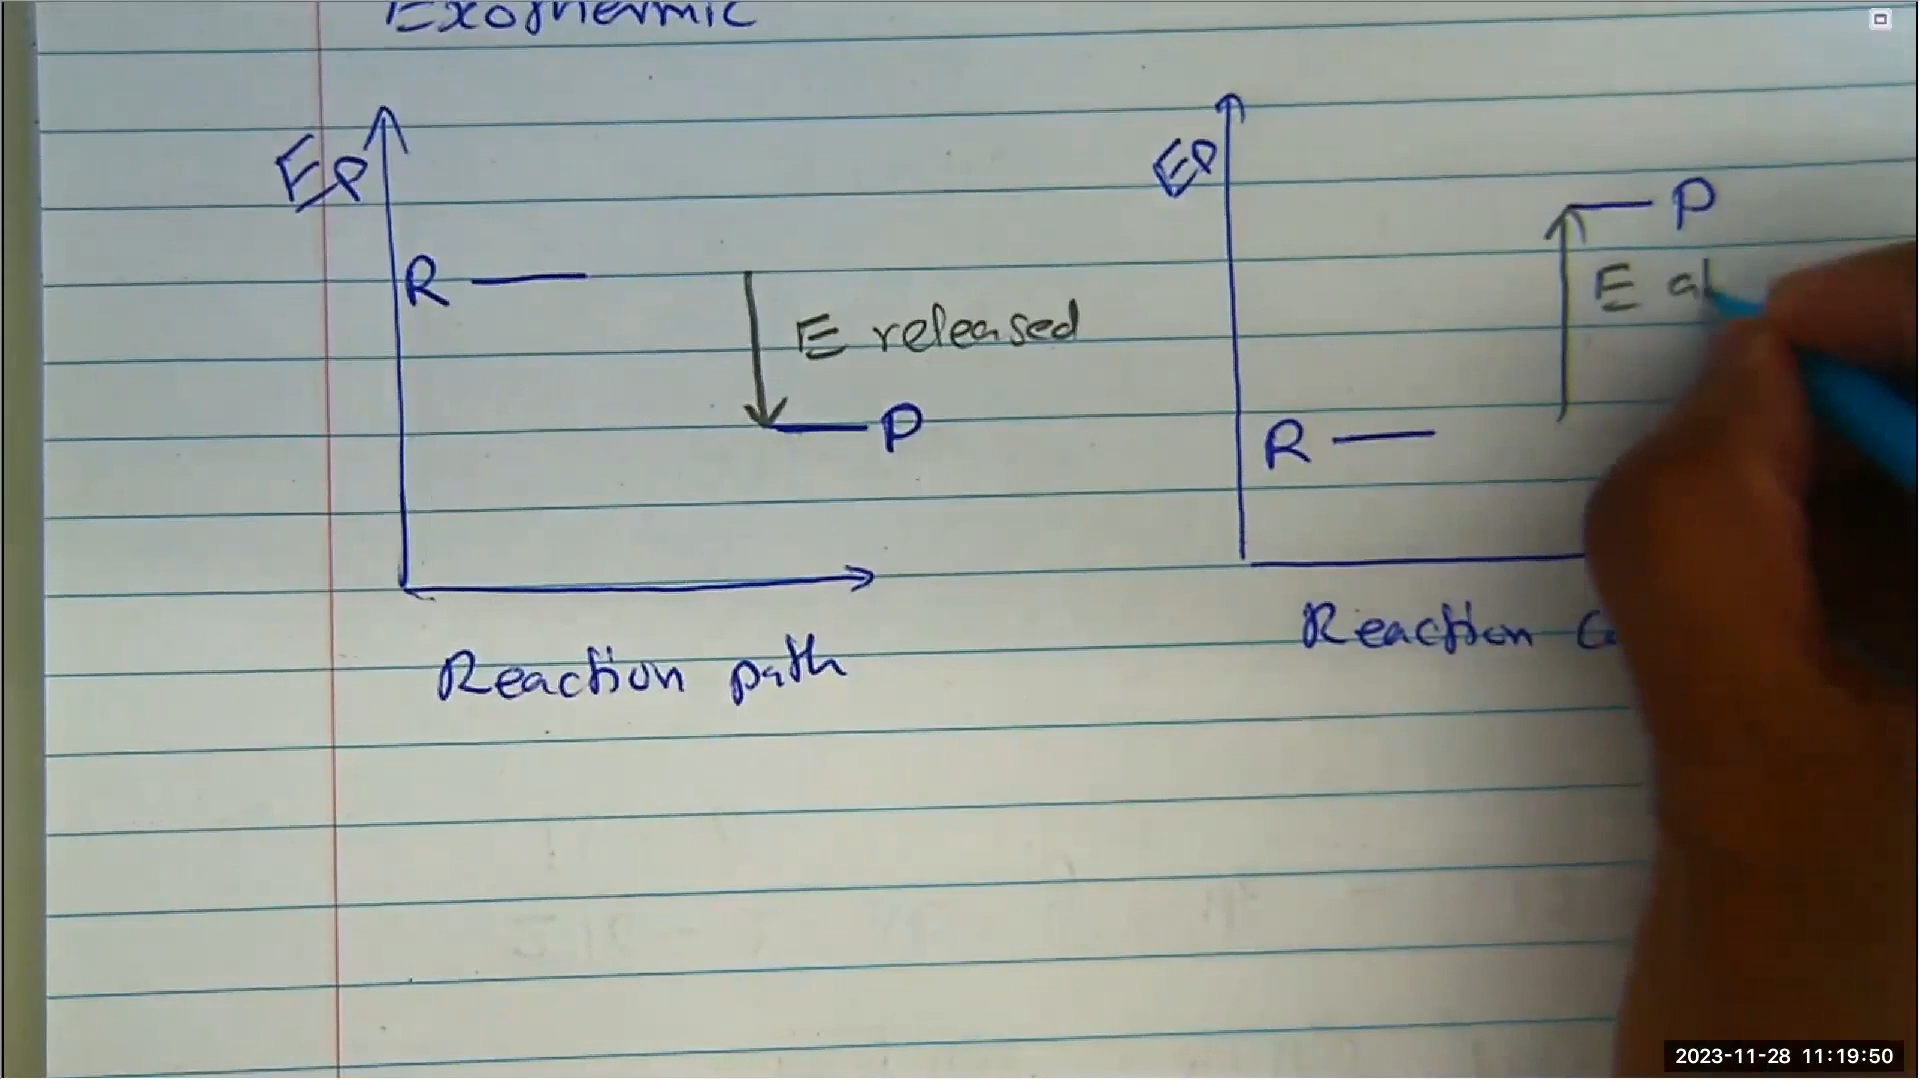 Exothermic
Ep
R
E released
P
Reaction path
Ep
P
E
R
Reaction
2023-11-28 11:19:50